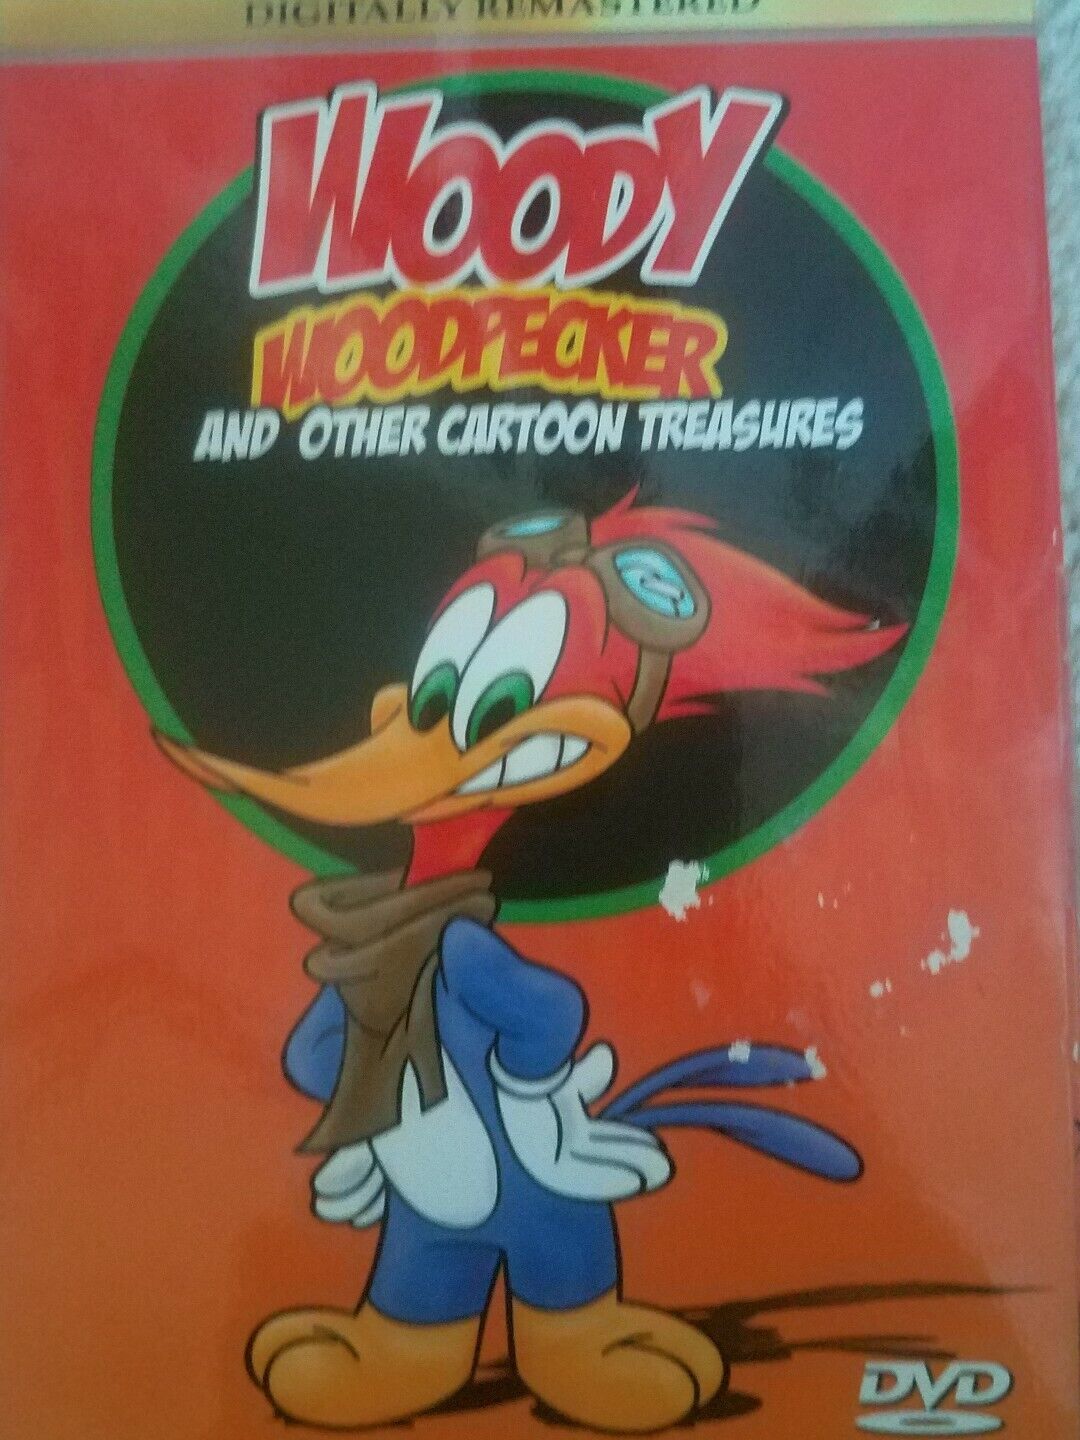 DIGITALLY REMASTERED
WOODY
WOODPECKER
AND OTHER CARTOON TREASURES
DVD